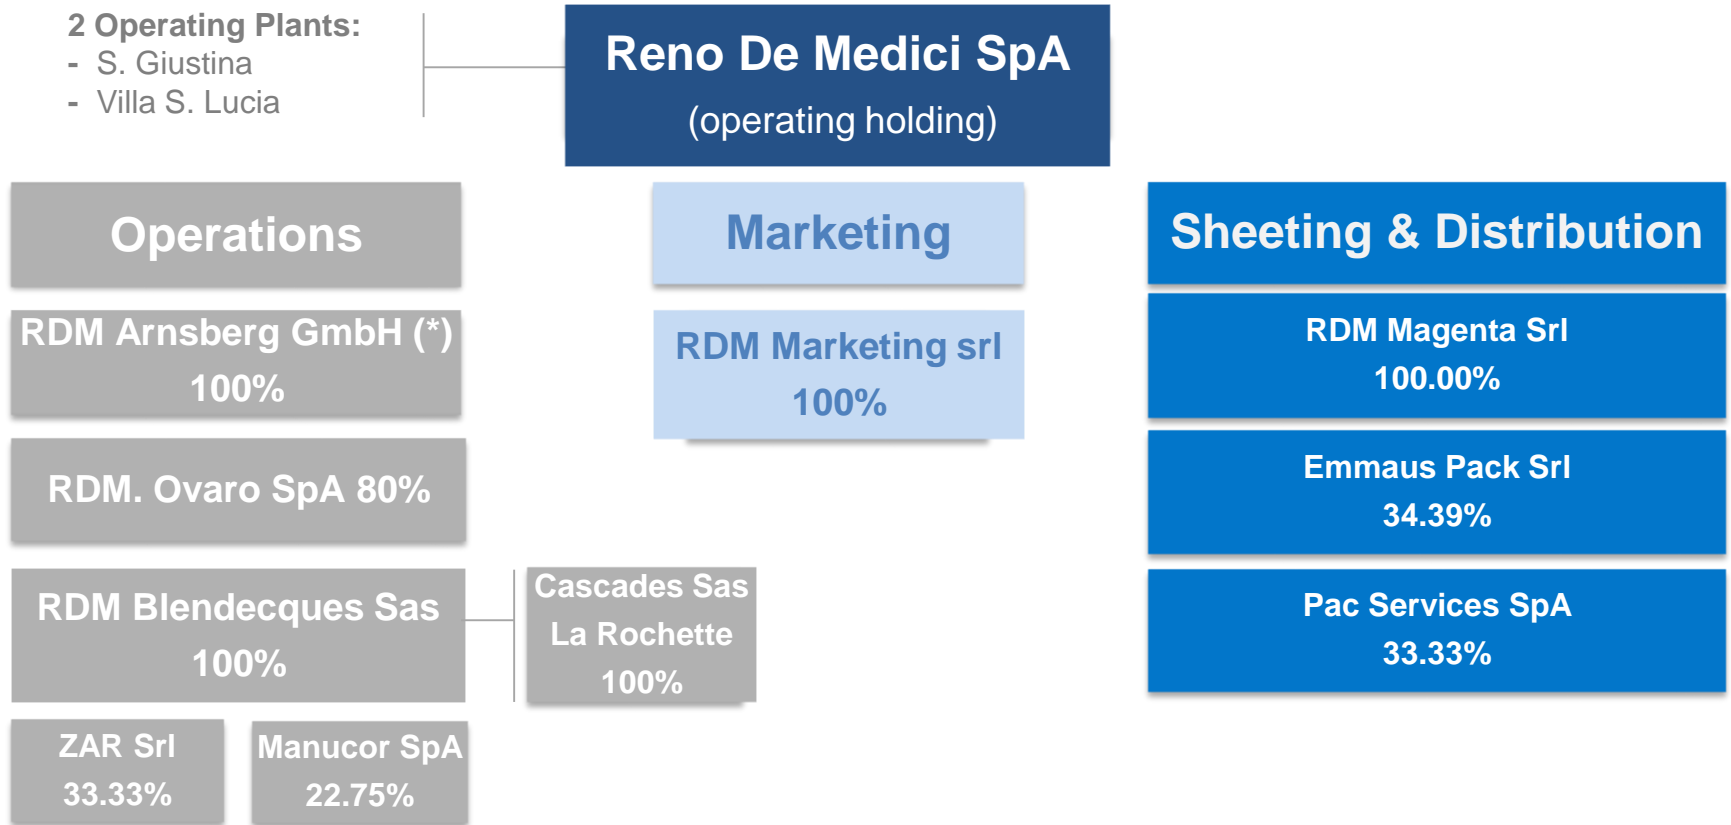 2 Operating Plants:
- S. Giustina
- Villa S. Lucia
Reno De Medici SpA
(operating holding)
Operations
RDM Arnsberg GmbH (*)
100%
RDM. Ovaro SpA 80%
RDM Blendecques Sas
100%
Cascades Sas
La Rochette
100%
ZAR Srl
33.33%
Manucor SpA
22.75%
Marketing
RDM Marketing srl
100%
Sheeting & Distribution
RDM Magenta Srl
100.00%
Emmaus Pack Srl
34.39%
Pac Services SpA
33.33%